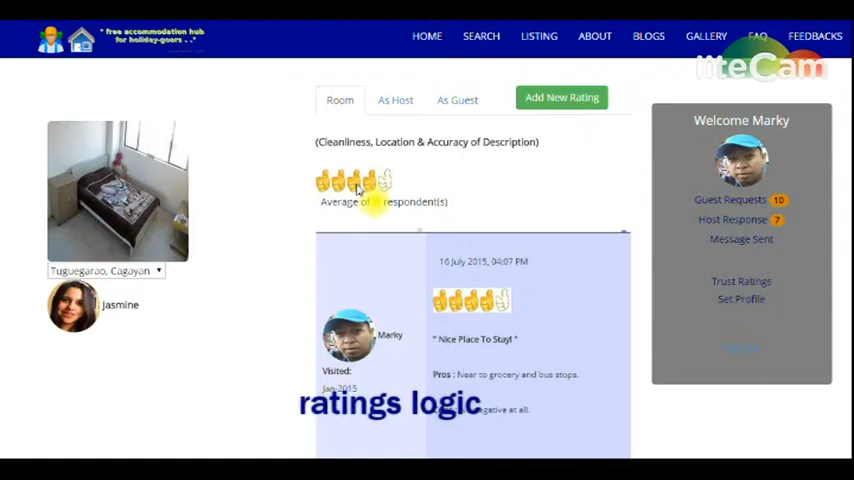 " free accommodation hub
for holiday-goers . . "
HOME SEARCH LISTING ABOUT BLOGS GALLERY FAQ FEEDBACKS
liteCam
Room As Host As Guest Add New Rating
Welcome Marky
(Cleanliness, Location & Accuracy of Description)
Average of respondent(s)
Guest Requests 10
Host Response 7
Message Sent
Tuguegarao, Cagayan
Jasmine
16 July 2015, 04:07 PM
Trust Ratings
Set Profile
Marky
" Nice Place To Stay! "
Visited:
Pros : Near to grocery and bus stops.
Jan-2015
ratings logic
negative at all.